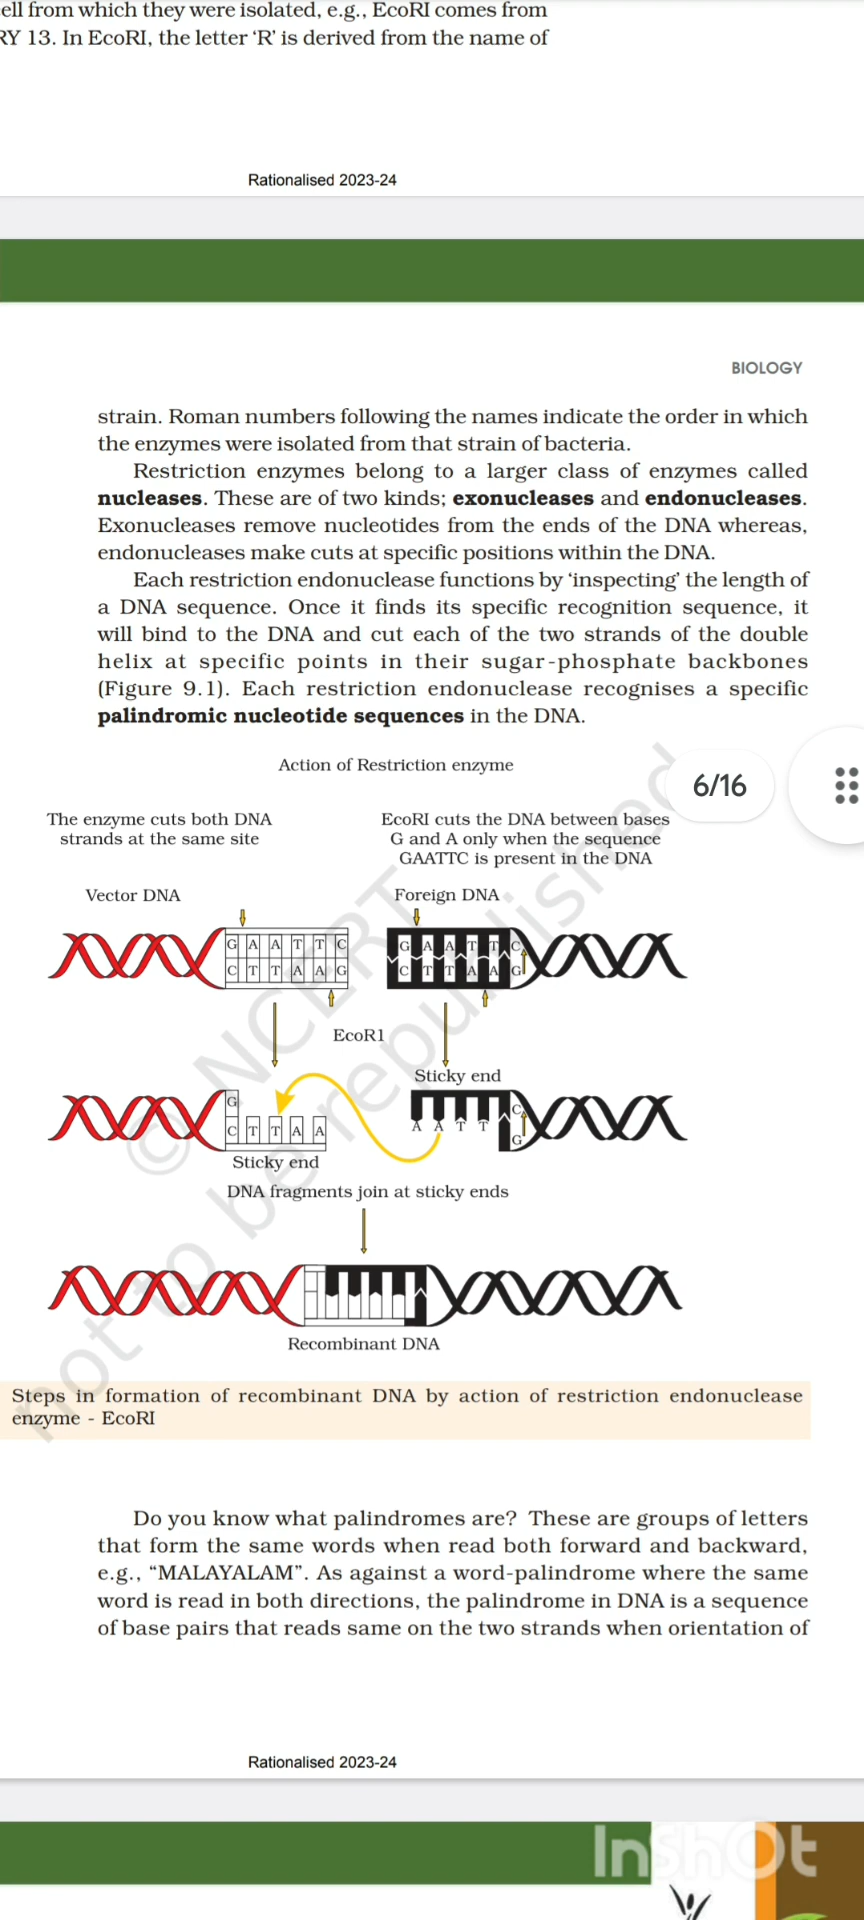 ell from which they were isolated, e.g., EcoRI comes from
RY 13. In EcoRI, the letter ‘R’ is derived from the name of
Rationalised 2023-24
BIOLOGY
strain. Roman numbers following the names indicate the order in which
the enzymes were isolated from that strain of bacteria.
Restriction enzymes belong to a larger class of enzymes called
nucleases. These are of two kinds; exonucleases and endonucleases.
Exonucleases remove nucleotides from the ends of the DNA whereas,
endonucleases make cuts at specific positions within the DNA.
Each restriction endonuclease functions by ‘inspecting’ the length of
a DNA sequence. Once it finds its specific recognition sequence, it
will bind to the DNA and cut each of the two strands of the double
helix at specific points in their sugar-phosphate backbones
(Figure 9.1). Each restriction endonuclease recognises a specific
palindromic nucleotide sequences in the DNA.
Action of Restriction enzyme
6/16
The enzyme cuts both DNA
strands at the same site
EcoRI cuts the DNA between bases
G and A only when the sequence
GAATTC is present in the DNA
Vector DNA
Foreign DNA
G A A T T C
C T T A A G
G A A T T C
C T T A A G
EcoR1
Sticky end
G
C T T A A
C
A A T T
G
Sticky end
DNA fragments join at sticky ends
Recombinant DNA
© NCERT
not to be republished
Steps in formation of recombinant DNA by action of restriction endonuclease
enzyme - EcoRI
Do you know what palindromes are? These are groups of letters
that form the same words when read both forward and backward,
e.g., “MALAYALAM”. As against a word-palindrome where the same
word is read in both directions, the palindrome in DNA is a sequence
of base pairs that reads same on the two strands when orientation of
Rationalised 2023-24
InShOt